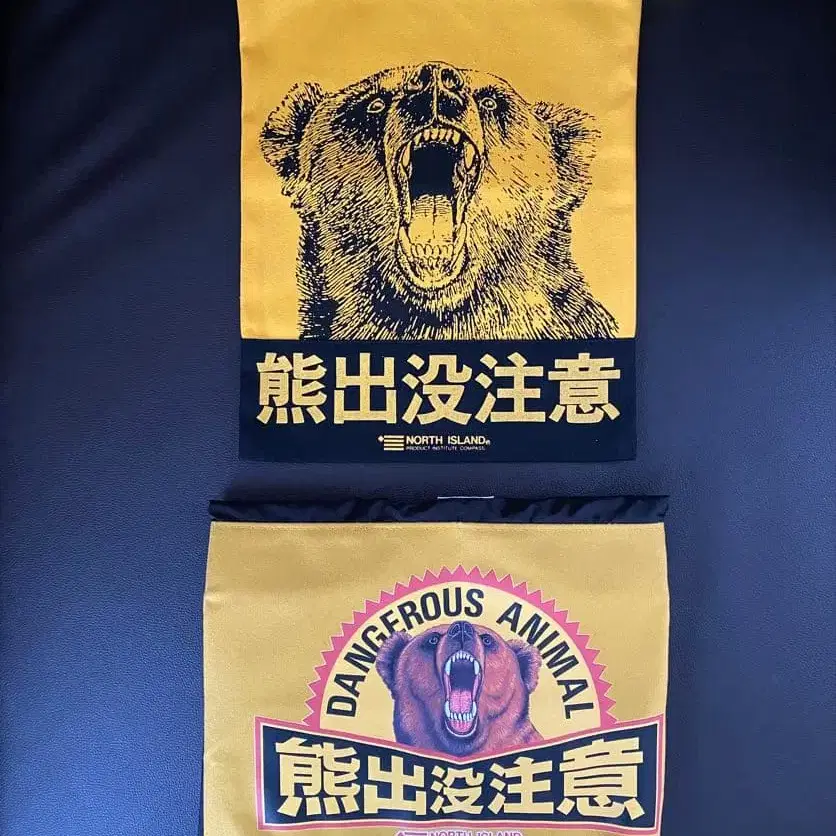 熊出没注意
NORTH ISLAND
PRODUCT INSTITUTE COMPASS
DANGEROUS ANIMAL
熊出没注意
NORTH ISLAND